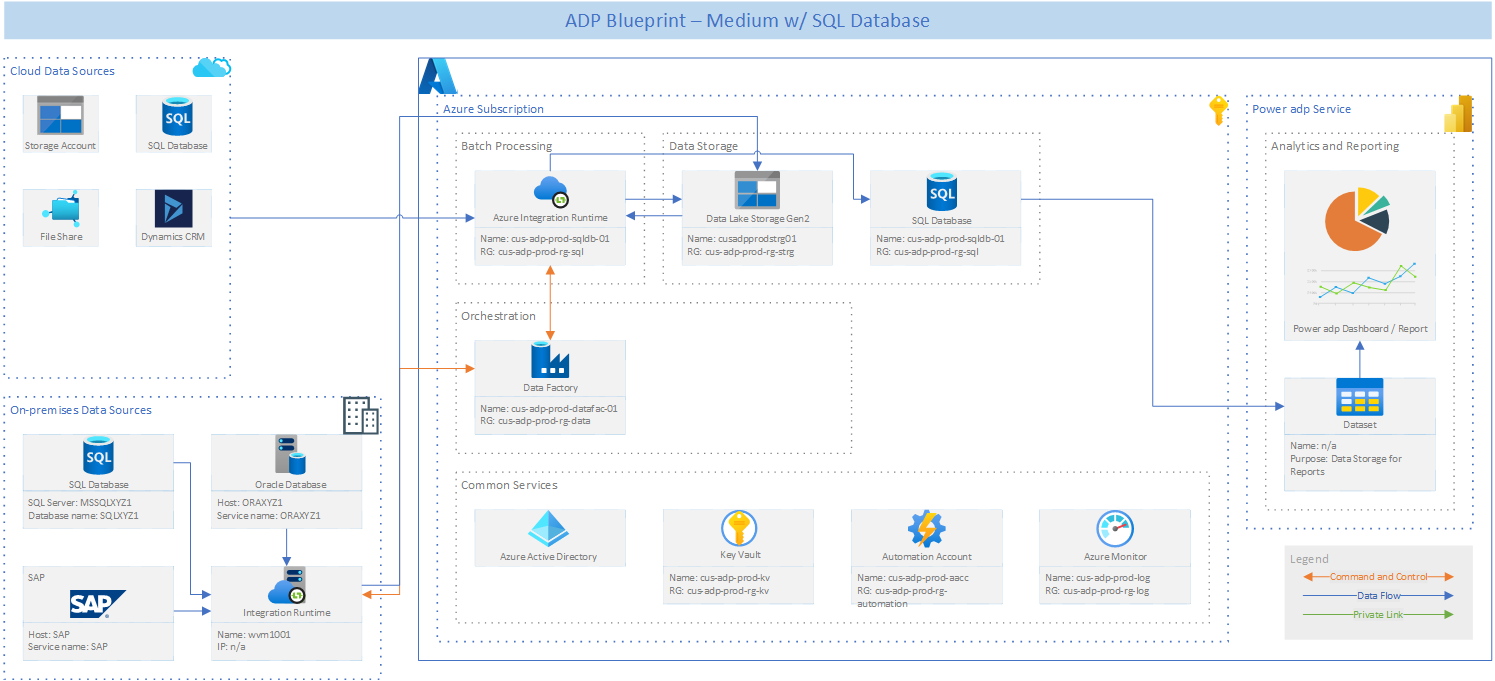 ADP Blueprint – Medium w/ SQL Database
Cloud Data Sources
Storage Account
SQL
SQL Database
File Share
Dynamics CRM
On-premises Data Sources
SQL
SQL Database
SQL Server: MSSQLXYZ1
Database name: SQLXYZ1
Oracle Database
Host: ORAXYZ1
Service name: ORAXYZ1
SAP
SAP
Host: SAP
Service name: SAP
Integration Runtime
Name: wvm1001
IP: n/a
Azure Subscription
Batch Processing
Azure Integration Runtime
Name: cus-adp-prod-sqldb-01
RG: cus-adp-prod-rg-sql
Data Storage
Data Lake Storage Gen2
Name: cusadpprodstrg01
RG: cus-adp-prod-rg-strg
SQL
SQL Database
Name: cus-adp-prod-sqldb-01
RG: cus-adp-prod-rg-sql
Orchestration
Data Factory
Name: cus-adp-prod-datafac-01
RG: cus-adp-prod-rg-data
Common Services
Azure Active Directory
Key Vault
Name: cus-adp-prod-kv
RG: cus-adp-prod-rg-kv
Automation Account
Name: cus-adp-prod-aacc
RG: cus-adp-prod-rg-
automation
Azure Monitor
Name: cus-adp-prod-log
RG: cus-adp-prod-rg-log
Power adp Service
Analytics and Reporting
Power adp Dashboard / Report
Dataset
Name: n/a
Purpose: Data Storage for
Reports
Legend
Command and Control
Data Flow
Private Link